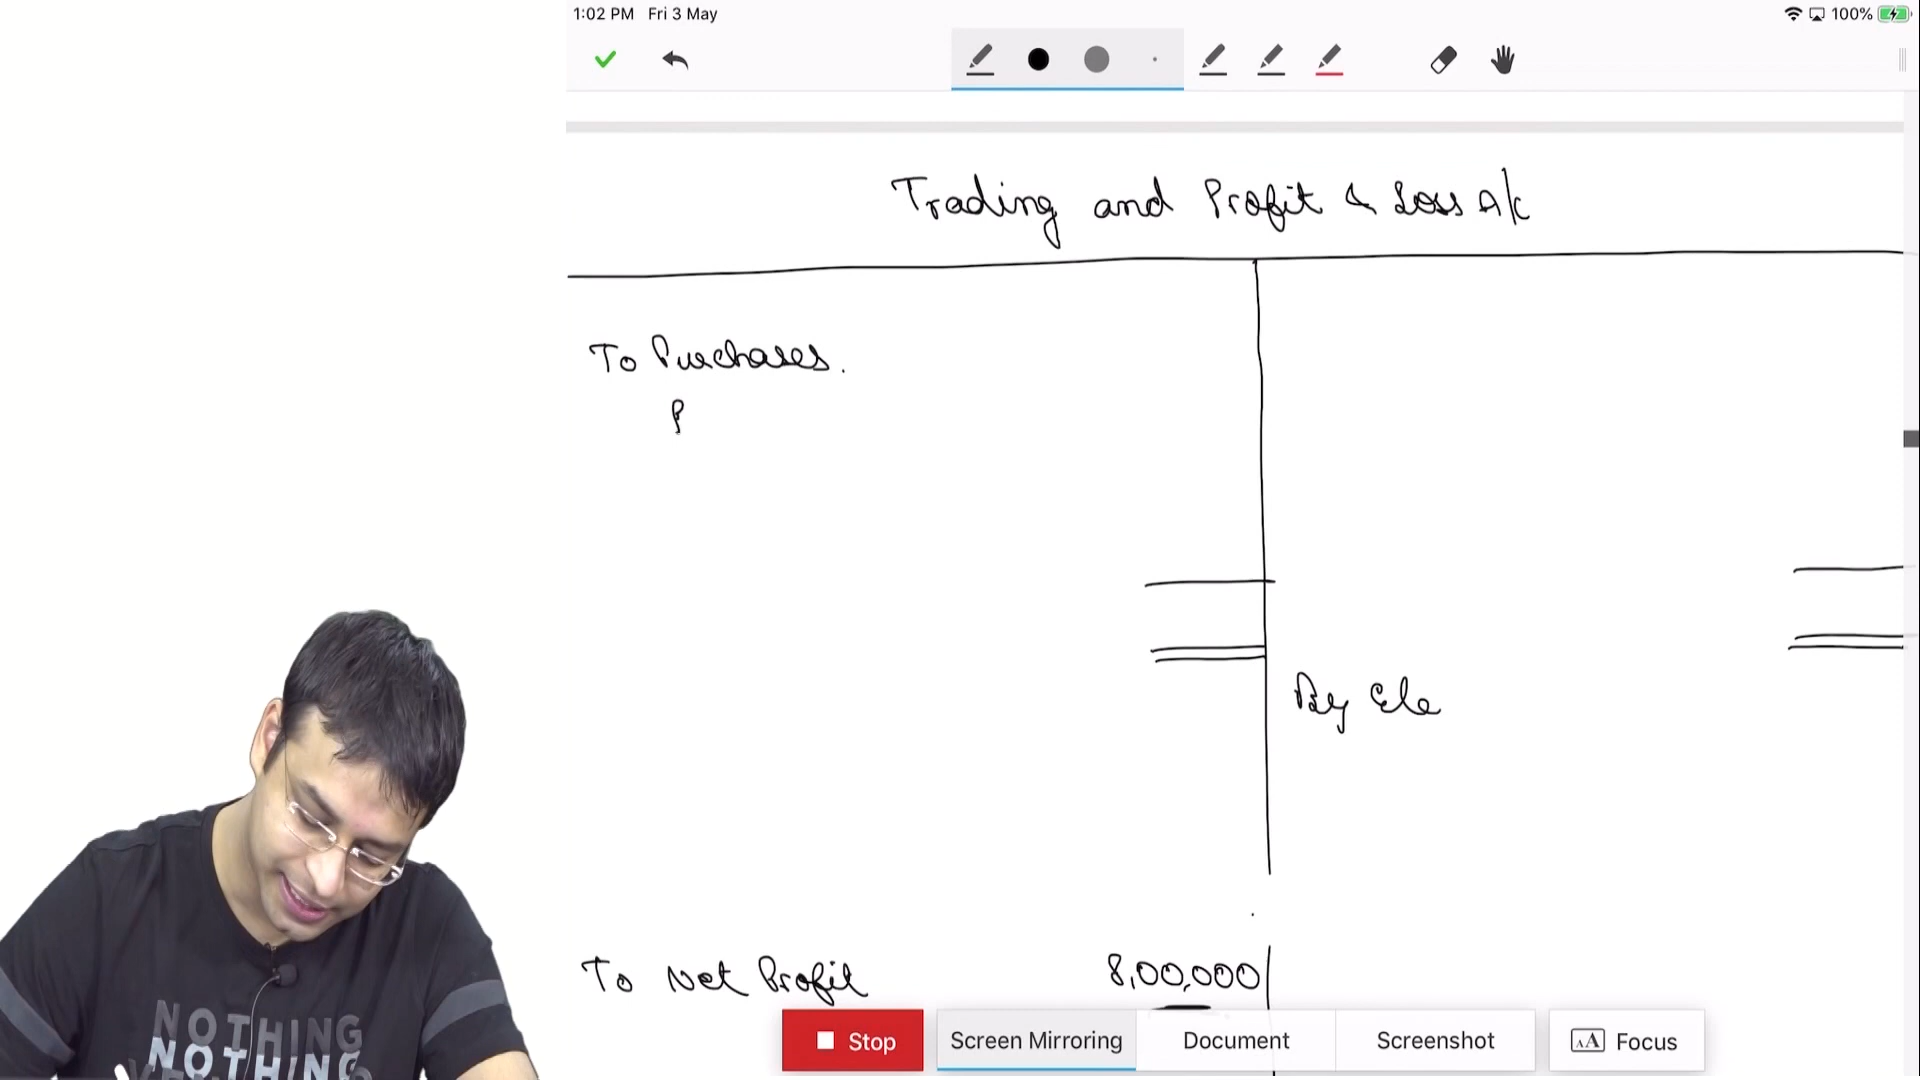 1:02 PM Fri 3 May
100%
Trading and Profit & Loss A/c
To Purchases.
P
By Ele
To Net Profit 8,00,000
Stop
Screen Mirroring
Document
Screenshot
AA Focus
NOTHING
NOTHING